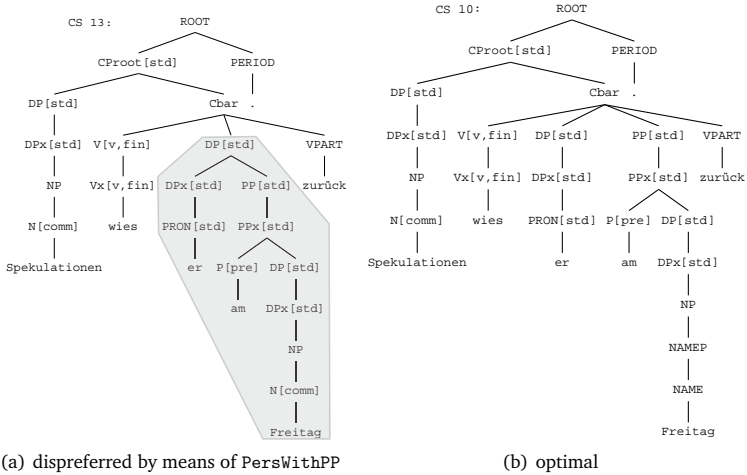 CS 13: ROOT
CProot[std] PERIOD
DP[std] Cbar .
DPx[std] V[v,fin] DP[std] VPART
NP Vx[v,fin] DPx[std] PP[std] zurück
N[comm] wies PRON[std] PPx[std]
Spekulationen er P[pre] DP[std]
am DPx[std]
NP
N[comm]
Freitag
(a) dispreferred by means of PersWithPP
CS 10: ROOT
CProot[std] PERIOD
DP[std] Cbar .
DPx[std] V[v,fin] DP[std] PP[std] VPART
NP Vx[v,fin] DPx[std] PPx[std] zurück
N[comm] wies PRON[std] P[pre] DP[std]
Spekulationen er am DPx[std]
NP
NAMEP
NAME
Freitag
(b) optimal